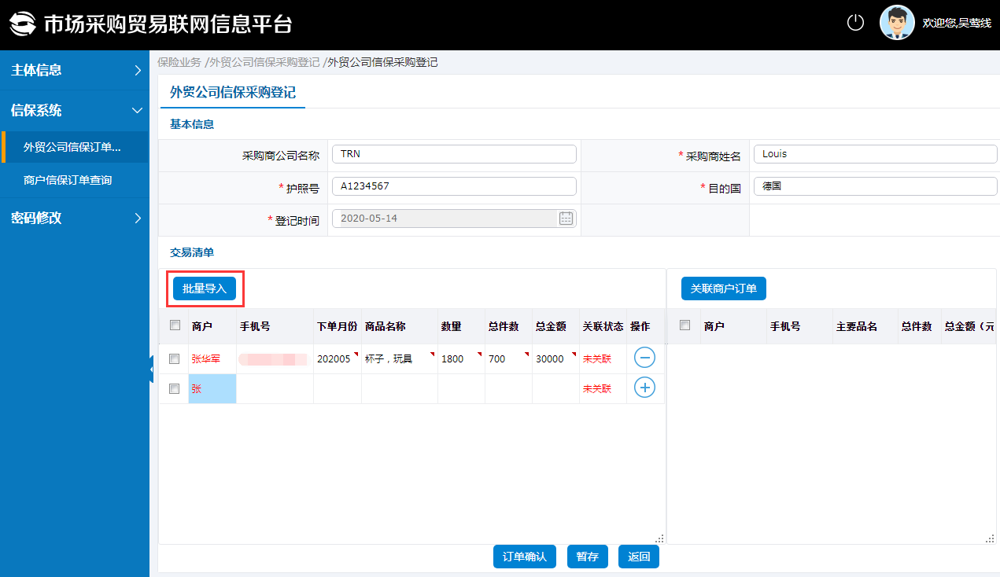 市场采购贸易联网信息平台
欢迎您,吴莺线
主体信息
信保系统
外贸公司信保订单...
商户信保订单查询
密码修改
保险业务 /外贸公司信保采购登记 /外贸公司信保采购登记
外贸公司信保采购登记
基本信息
采购商公司名称 TRN * 采购商姓名 Louis
* 护照号 A1234567 * 目的国 德国
* 登记时间 2020-05-14
交易清单
批量导入 关联商户订单
商户 手机号 下单月份 商品名称 数量 总件数 总金额 关联状态 操作 商户 手机号 主要品名 总件数 总金额（元
张华军 202005 杯子，玩具 1800 700 30000 未关联
张 未关联
订单确认 暂存 返回